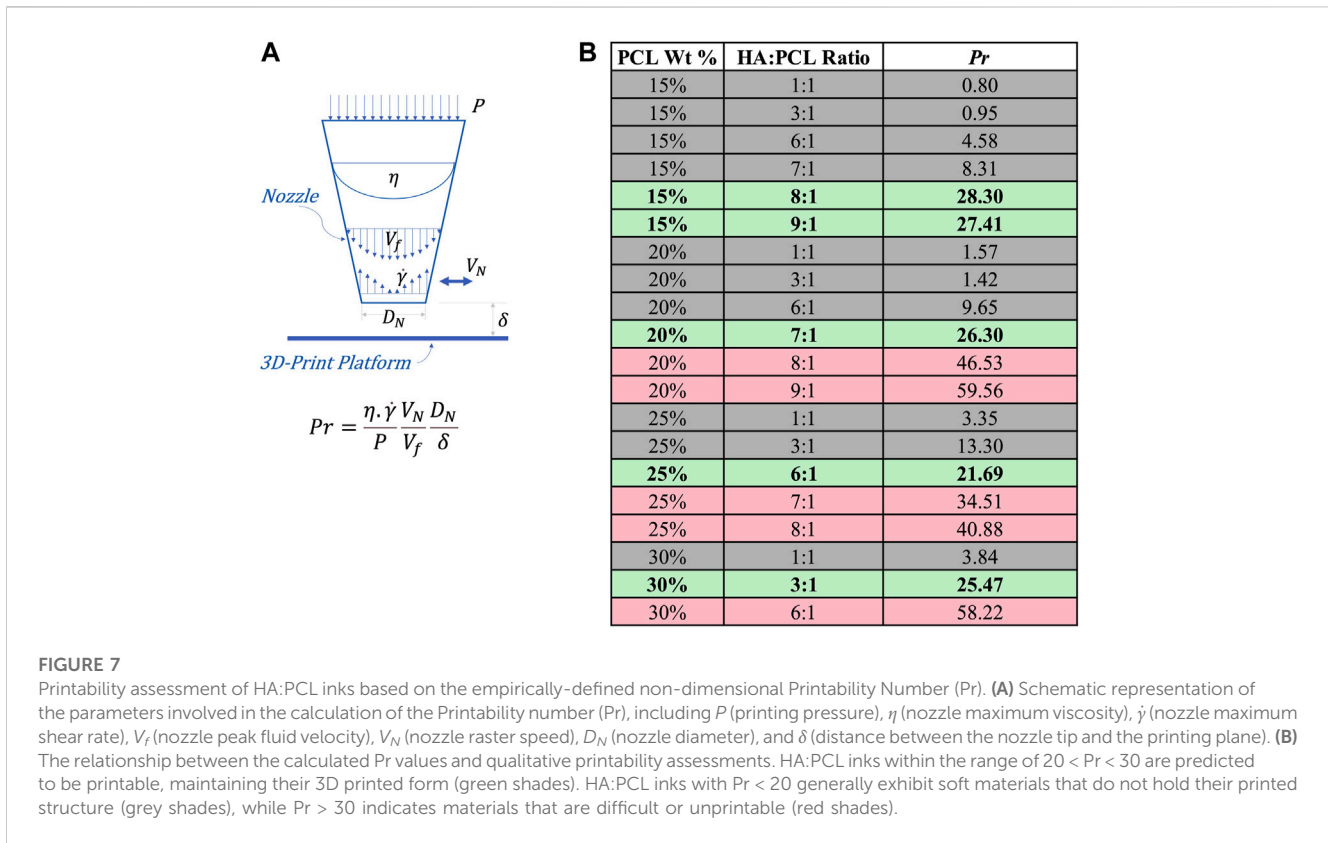 A
P
η
Nozzle
V_f
γ̇
V_N
D_N
δ
3D-Print Platform
Pr = η.γ̇/P V_N/V_f D_N/δ
B
PCL Wt % HA:PCL Ratio Pr
15% 1:1 0.80
15% 3:1 0.95
15% 6:1 4.58
15% 7:1 8.31
15% 8:1 28.30
15% 9:1 27.41
20% 1:1 1.57
20% 3:1 1.42
20% 6:1 9.65
20% 7:1 26.30
20% 8:1 46.53
20% 9:1 59.56
25% 1:1 3.35
25% 3:1 13.30
25% 6:1 21.69
25% 7:1 34.51
25% 8:1 40.88
30% 1:1 3.84
30% 3:1 25.47
30% 6:1 58.22
FIGURE 7
Printability assessment of HA:PCL inks based on the empirically-defined non-dimensional Printability Number (Pr). (A) Schematic representation of
the parameters involved in the calculation of the Printability number (Pr), including P (printing pressure), η (nozzle maximum viscosity), γ̇ (nozzle maximum
shear rate), V_f (nozzle peak fluid velocity), V_N (nozzle raster speed), D_N (nozzle diameter), and δ (distance between the nozzle tip and the printing plane). (B)
The relationship between the calculated Pr values and qualitative printability assessments. HA:PCL inks within the range of 20 < Pr < 30 are predicted
to be printable, maintaining their 3D printed form (green shades). HA:PCL inks with Pr < 20 generally exhibit soft materials that do not hold their printed
structure (grey shades), while Pr > 30 indicates materials that are difficult or unprintable (red shades).